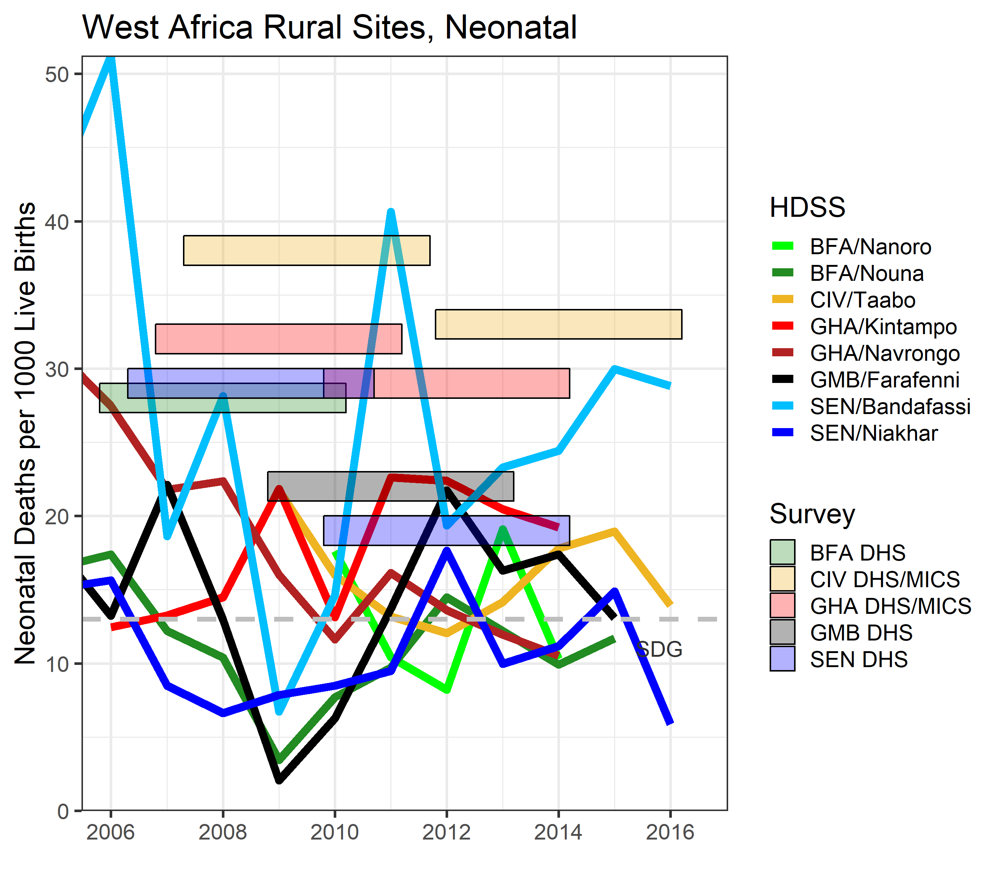 West Africa Rural Sites, Neonatal
Neonatal Deaths per 1000 Live Births
50
40
30
20
10
0
2006
2008
2010
2012
2014
2016
SDG
HDSS
BFA/Nanoro
BFA/Nouna
CIV/Taabo
GHA/Kintampo
GHA/Navrongo
GMB/Farafenni
SEN/Bandafassi
SEN/Niakhar
Survey
BFA DHS
CIV DHS/MICS
GHA DHS/MICS
GMB DHS
SEN DHS